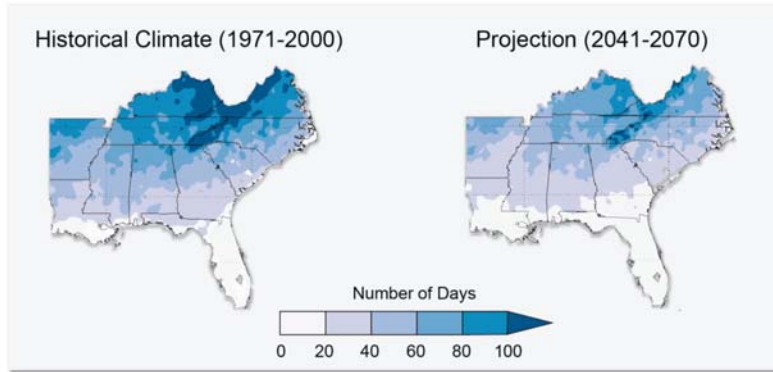 Historical Climate (1971-2000)
Projection (2041-2070)
Number of Days
0 20 40 60 80 100